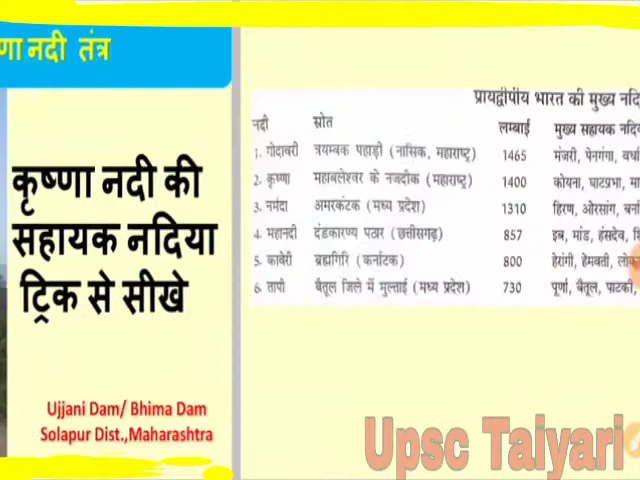 णा नदी तंत्र
कृष्णा नदी की
सहायक नदिया
ट्रिक से सीखे
Ujjani Dam/ Bhima Dam
Solapur Dist.,Maharashtra
प्रायद्वीपीय भारत की मुख्य नदि
नदी स्रोत लम्बाई मुख्य सहायक नदिय
1. गोदावरी त्रयम्बक पहाड़ी (नासिक, महाराष्ट्र) 1465 मंजरी, पेनगंगा, वर्धा
2. कृष्णा महाबलेश्वर के नजदीक (महाराष्ट्र) 1400 कोयना, घाटप्रभा, मा
3. नर्मदा अमरकंटक (मध्य प्रदेश) 1310 हिरण, ओरसांग, बर्ना
4. महानदी दंडकारण्य पठार (छत्तीसगढ़) 857 इब, मांड, हंसदेव, शि
5. कावेरी ब्रह्मगिरि (कर्नाटक) 800 हेरांगी, हेमवती, लोक
6. तापी बैतूल जिले में मुल्ताई (मध्य प्रदेश) 730 पूर्णा, बैतूल, पाटकी,
Upsc Taiyari